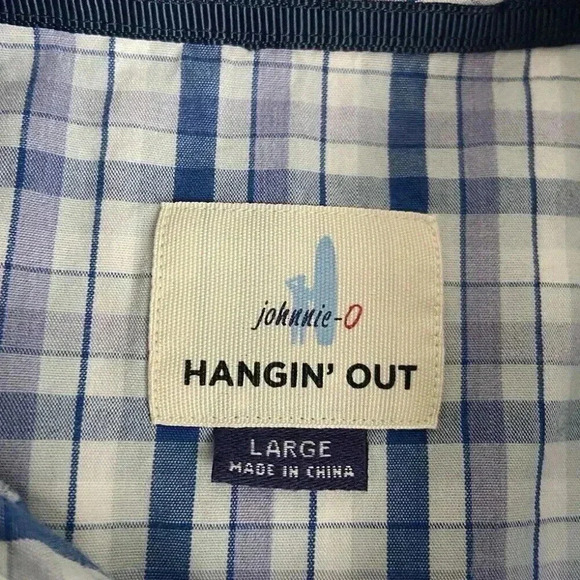 johnnie-O
HANGIN' OUT
LARGE
MADE IN CHINA